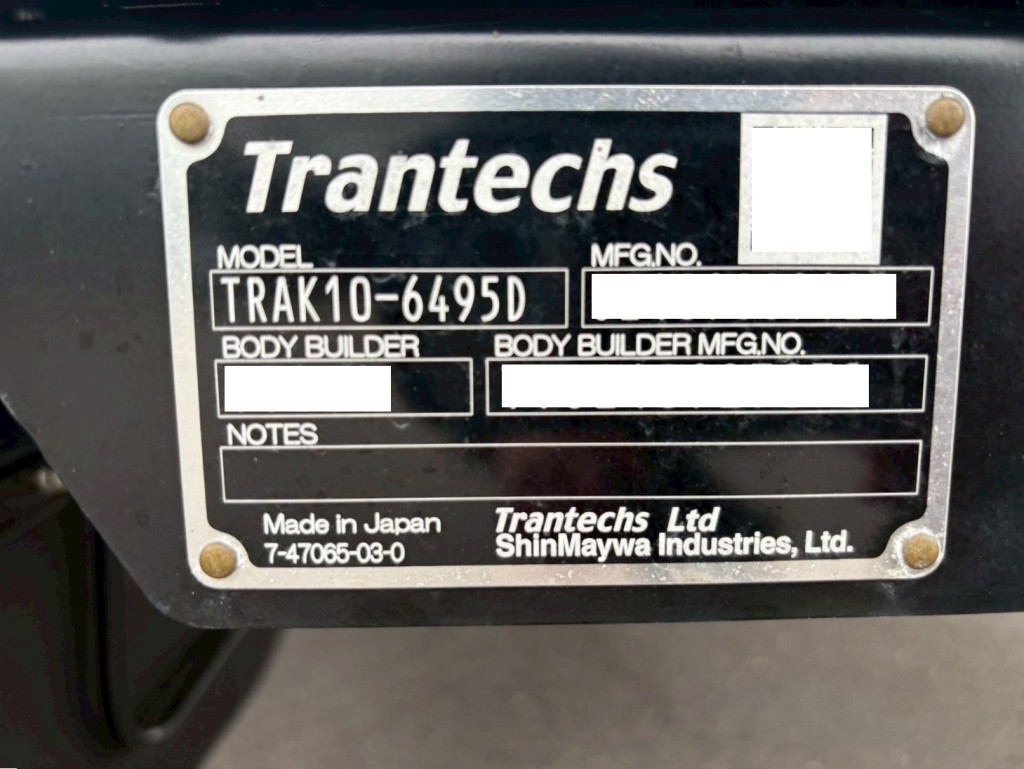 Trantechs
MODEL
MFG.NO.
TRAK10-6495D
BODY BUILDER
BODY BUILDER MFG.NO.
NOTES
Made in Japan
Trantechs Ltd
7-47065-03-0
ShinMaywa Industries, Ltd.